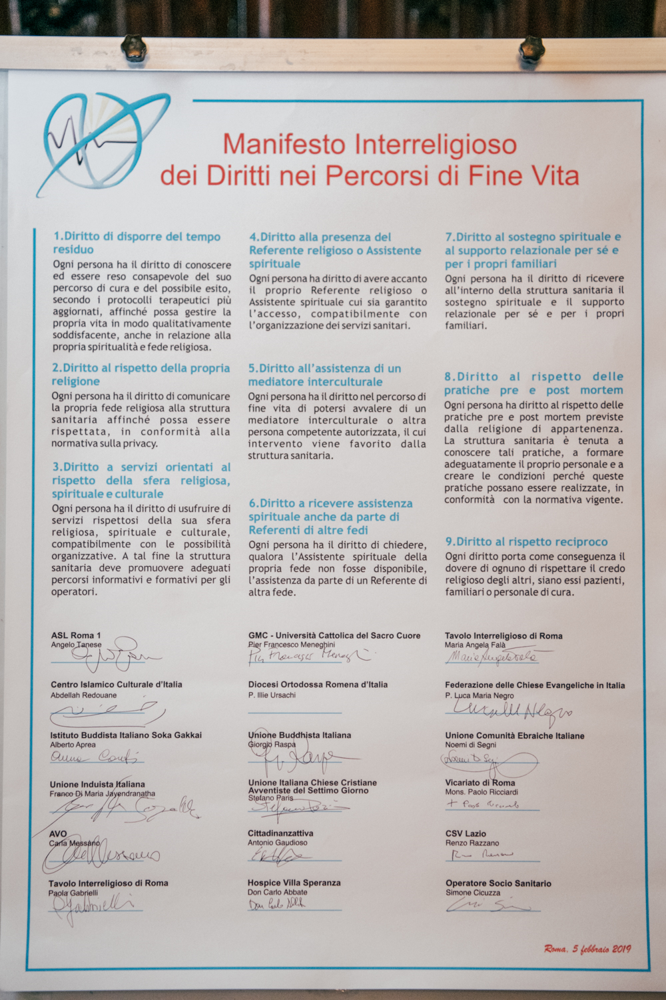 Manifesto Interreligioso
dei Diritti nei Percorsi di Fine Vita
1.Diritto di disporre del tempo
residuo
Ogni persona ha il diritto di conoscere
ed essere reso consapevole del suo
percorso di cura e del possibile esito,
secondo i protocolli terapeutici più
aggiornati, affinché possa gestire la
propria vita in modo qualitativamente
soddisfacente, anche in relazione alla
propria spiritualità e fede religiosa.
2.Diritto al rispetto della propria
religione
Ogni persona ha il diritto di comunicare
la propria fede religiosa alla struttura
sanitaria affinché possa essere
rispettata, in conformità alla
normativa sulla privacy.
3.Diritto a servizi orientati al
rispetto della sfera religiosa,
spirituale e culturale
Ogni persona ha il diritto di usufruire di
servizi rispettosi della sua sfera
religiosa, spirituale e culturale,
compatibilmente con le possibilità
organizzative. A tal fine la struttura
sanitaria deve promuovere adeguati
percorsi informativi e formativi per gli
operatori.
4.Diritto alla presenza del
Referente religioso o Assistente
spirituale
Ogni persona ha diritto di avere accanto
il proprio Referente religioso o
Assistente spirituale cui sia garantito
l'accesso, compatibilmente con
l'organizzazione dei servizi sanitari.
5.Diritto all'assistenza di un
mediatore interculturale
Ogni persona ha il diritto nel percorso di
fine vita di potersi avvalere di un
mediatore interculturale o altra
persona competente autorizzata, il cui
intervento viene favorito dalla
struttura sanitaria.
6.Diritto a ricevere assistenza
spirituale anche da parte di
Referenti di altre fedi
Ogni persona ha il diritto di chiedere,
qualora l'Assistente spirituale della
propria fede non fosse disponibile,
l'assistenza da parte di un Referente di
altra fede.
7.Diritto al sostegno spirituale e
al supporto relazionale per sé e
per i propri familiari
Ogni persona ha il diritto di ricevere
all'interno della struttura sanitaria il
sostegno spirituale e il supporto
relazionale per sé e per i propri
familiari.
8.Diritto al rispetto delle
pratiche pre e post mortem
Ogni persona ha diritto al rispetto delle
pratiche pre e post mortem previste
dalla religione di appartenenza.
La struttura sanitaria è tenuta a
conoscere tali pratiche, a formare
adeguatamente il proprio personale e a
creare le condizioni perché queste
pratiche possano essere realizzate, in
conformità con la normativa vigente.
9.Diritto al rispetto reciproco
Ogni diritto porta come conseguenza il
dovere di ognuno di rispettare il credo
religioso degli altri, siano essi pazienti,
familiari o personale di cura.
ASL Roma 1
Angelo Tanese
GMC - Università Cattolica del Sacro Cuore
Pier Francesco Meneghini
Pier Francesco Meneghini
Tavolo Interreligioso di Roma
Maria Angela Falà
Maria Angela Falà
Centro Islamico Culturale d'Italia
Abdellah Redouane
Diocesi Ortodossa Romena d'Italia
P. Illie Ursachi
Federazione delle Chiese Evangeliche in Italia
P. Luca Maria Negro
Luca M Negro
Istituto Buddista Italiano Soka Gakkai
Alberto Aprea
Anna Conti
Unione Buddhista Italiana
Giorgio Raspa
Unione Comunità Ebraiche Italiane
Noemi di Segni
Noemi Di Segni
Unione Induista Italiana
Franco Di Maria Jayendranatha
Unione Italiana Chiese Cristiane
Avventiste del Settimo Giorno
Stefano Paris
Stefano Paris
Vicariato di Roma
Mons. Paolo Ricciardi
+ Paolo Ricciardi
AVO
Carla Messano
Messano
Cittadinanzattiva
Antonio Gaudioso
CSV Lazio
Renzo Razzano
Tavolo Interreligioso di Roma
Paola Gabrielli
PGabrielli
Hospice Villa Speranza
Don Carlo Abbate
Don Carlo Abbate
Operatore Socio Sanitario
Simone Cicuzza
Roma, 5 febbraio 2019